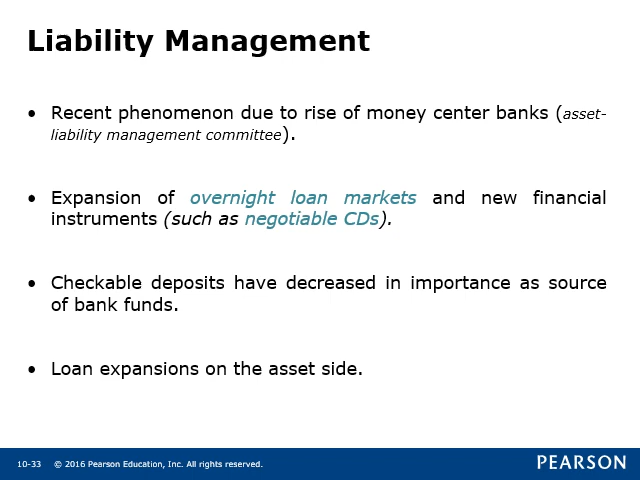 Liability Management
• Recent phenomenon due to rise of money center banks (asset-
liability management committee).
• Expansion of overnight loan markets and new financial
instruments (such as negotiable CDs).
• Checkable deposits have decreased in importance as source
of bank funds.
• Loan expansions on the asset side.
10-33 © 2016 Pearson Education, Inc. All rights reserved.
PEARSON